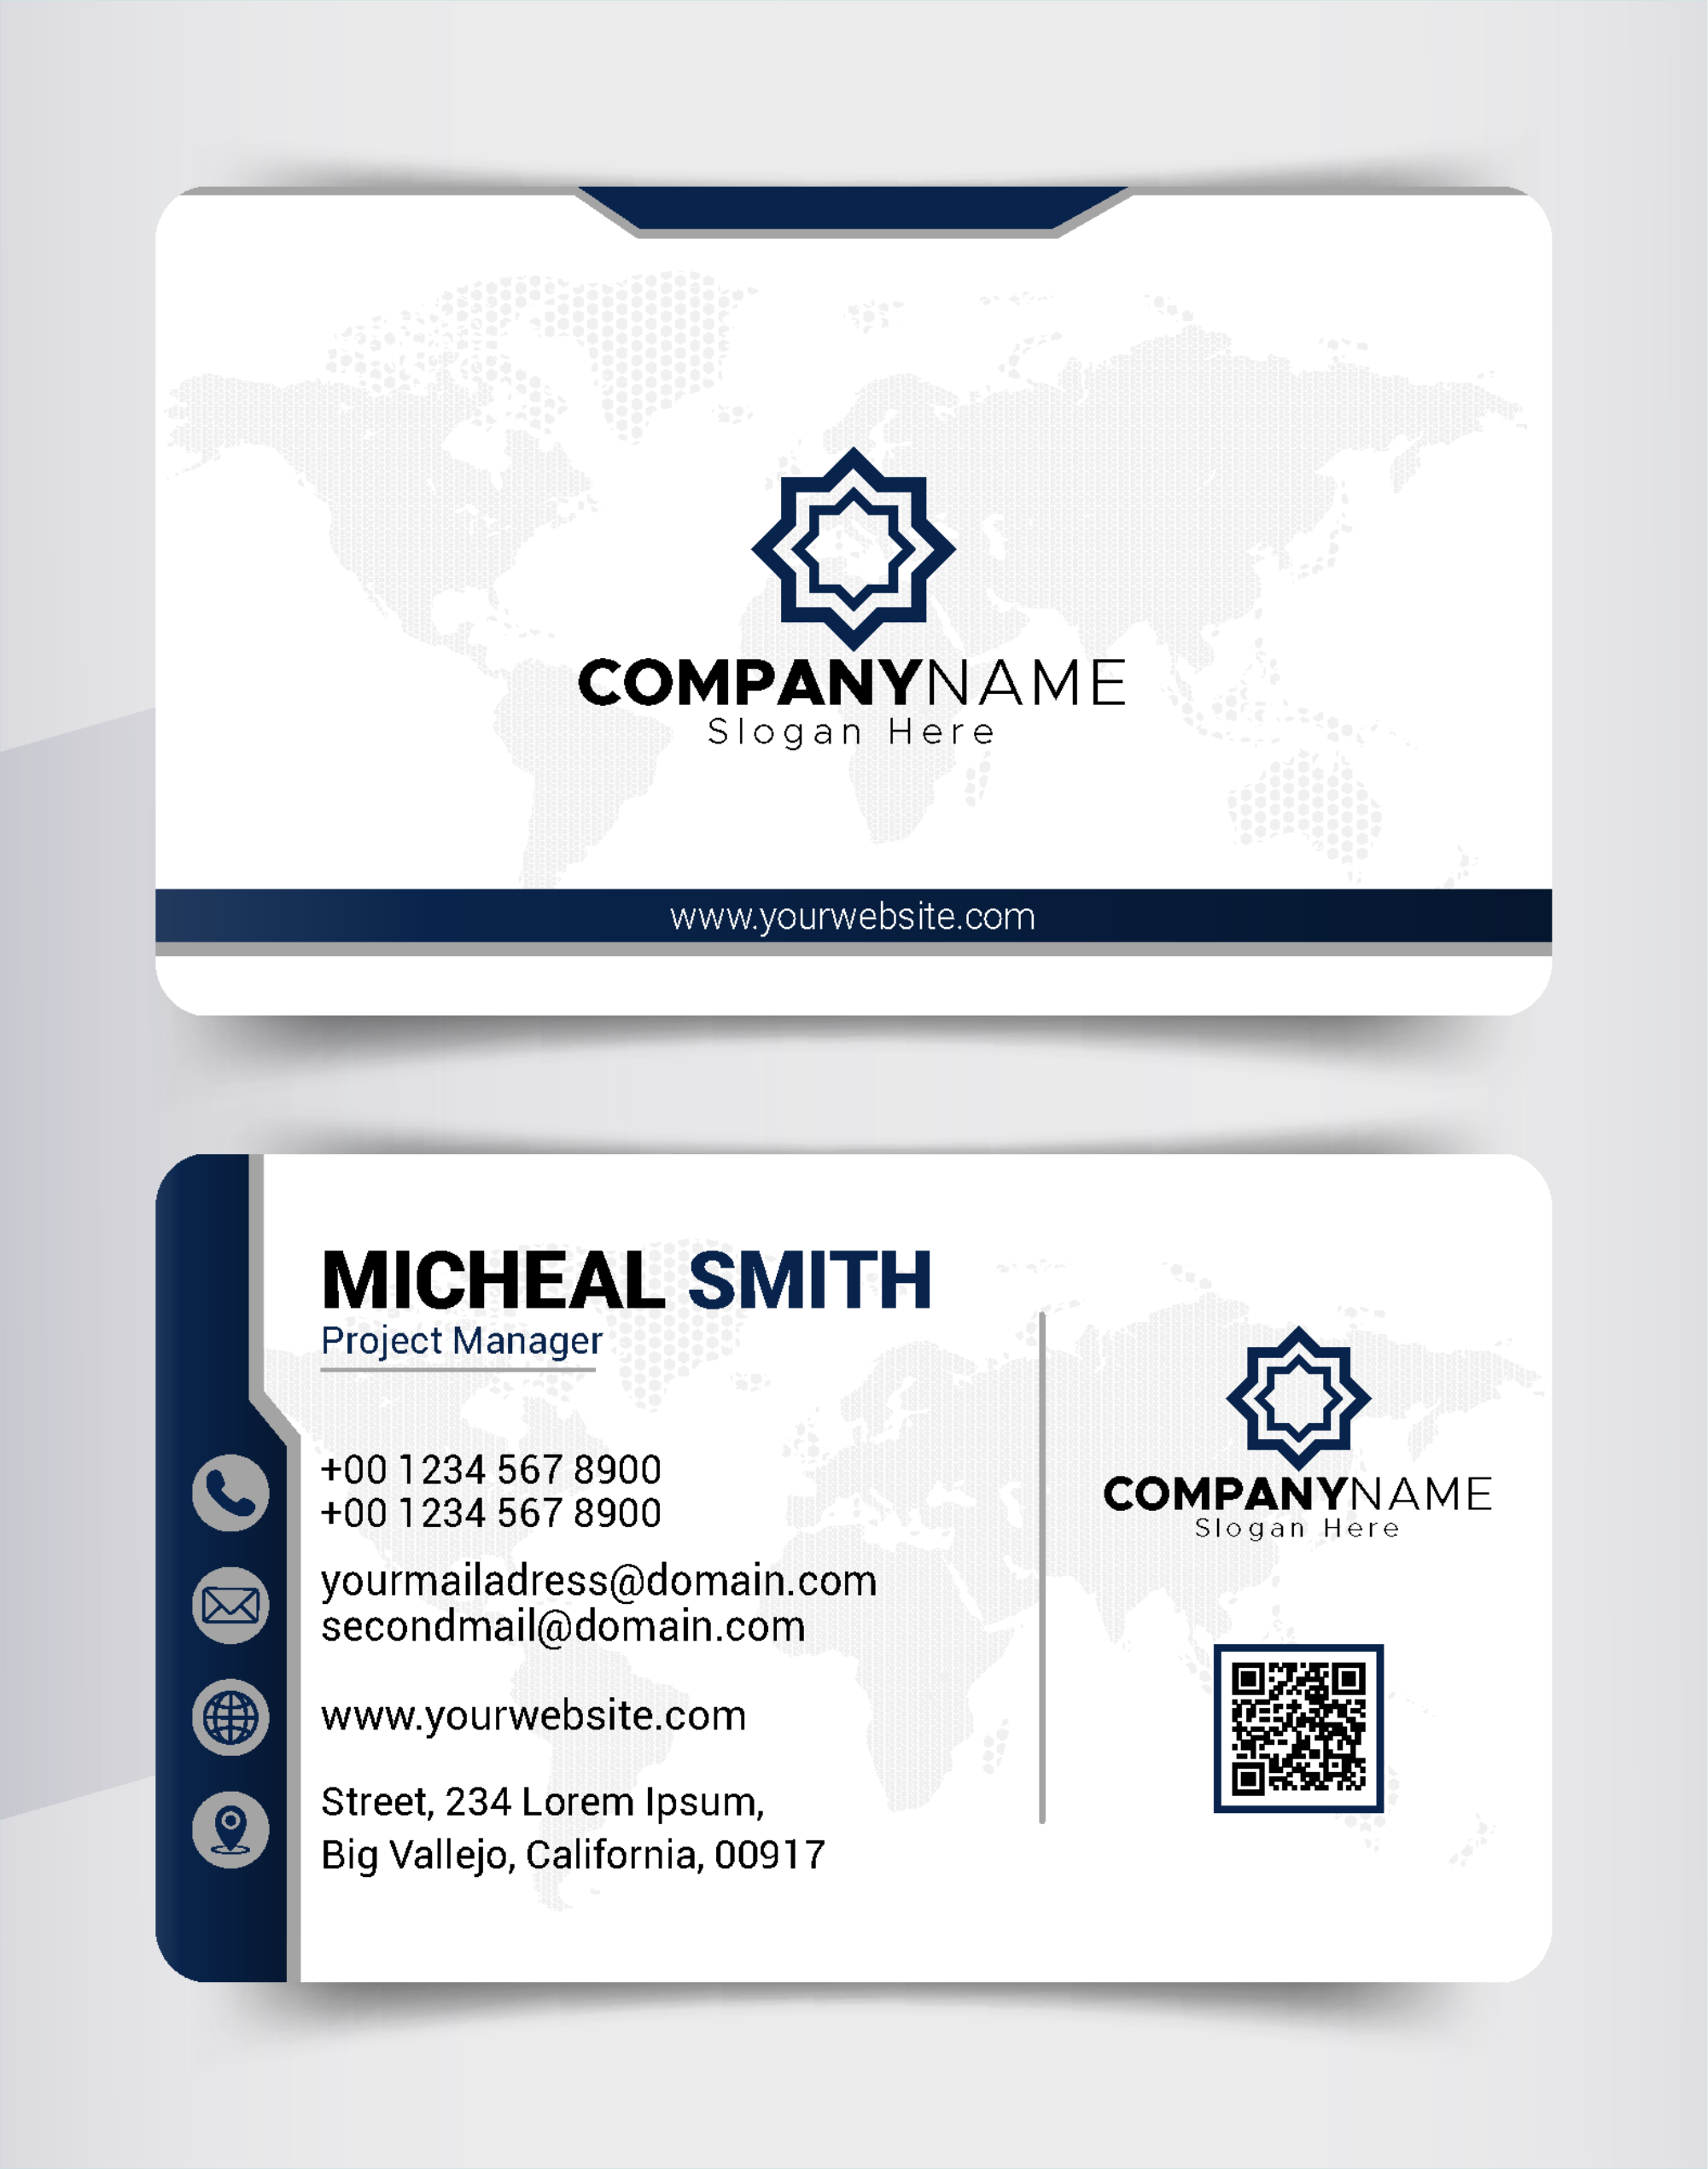 COMPANYNAME
Slogan Here
www.yourwebsite.com
MICHEAL SMITH
Project Manager
+00 1234 567 8900
+00 1234 567 8900
yourmailadress@domain.com
secondmail@domain.com
www.yourwebsite.com
Street, 234 Lorem Ipsum,
Big Vallejo, California, 00917
COMPANYNAME
Slogan Here